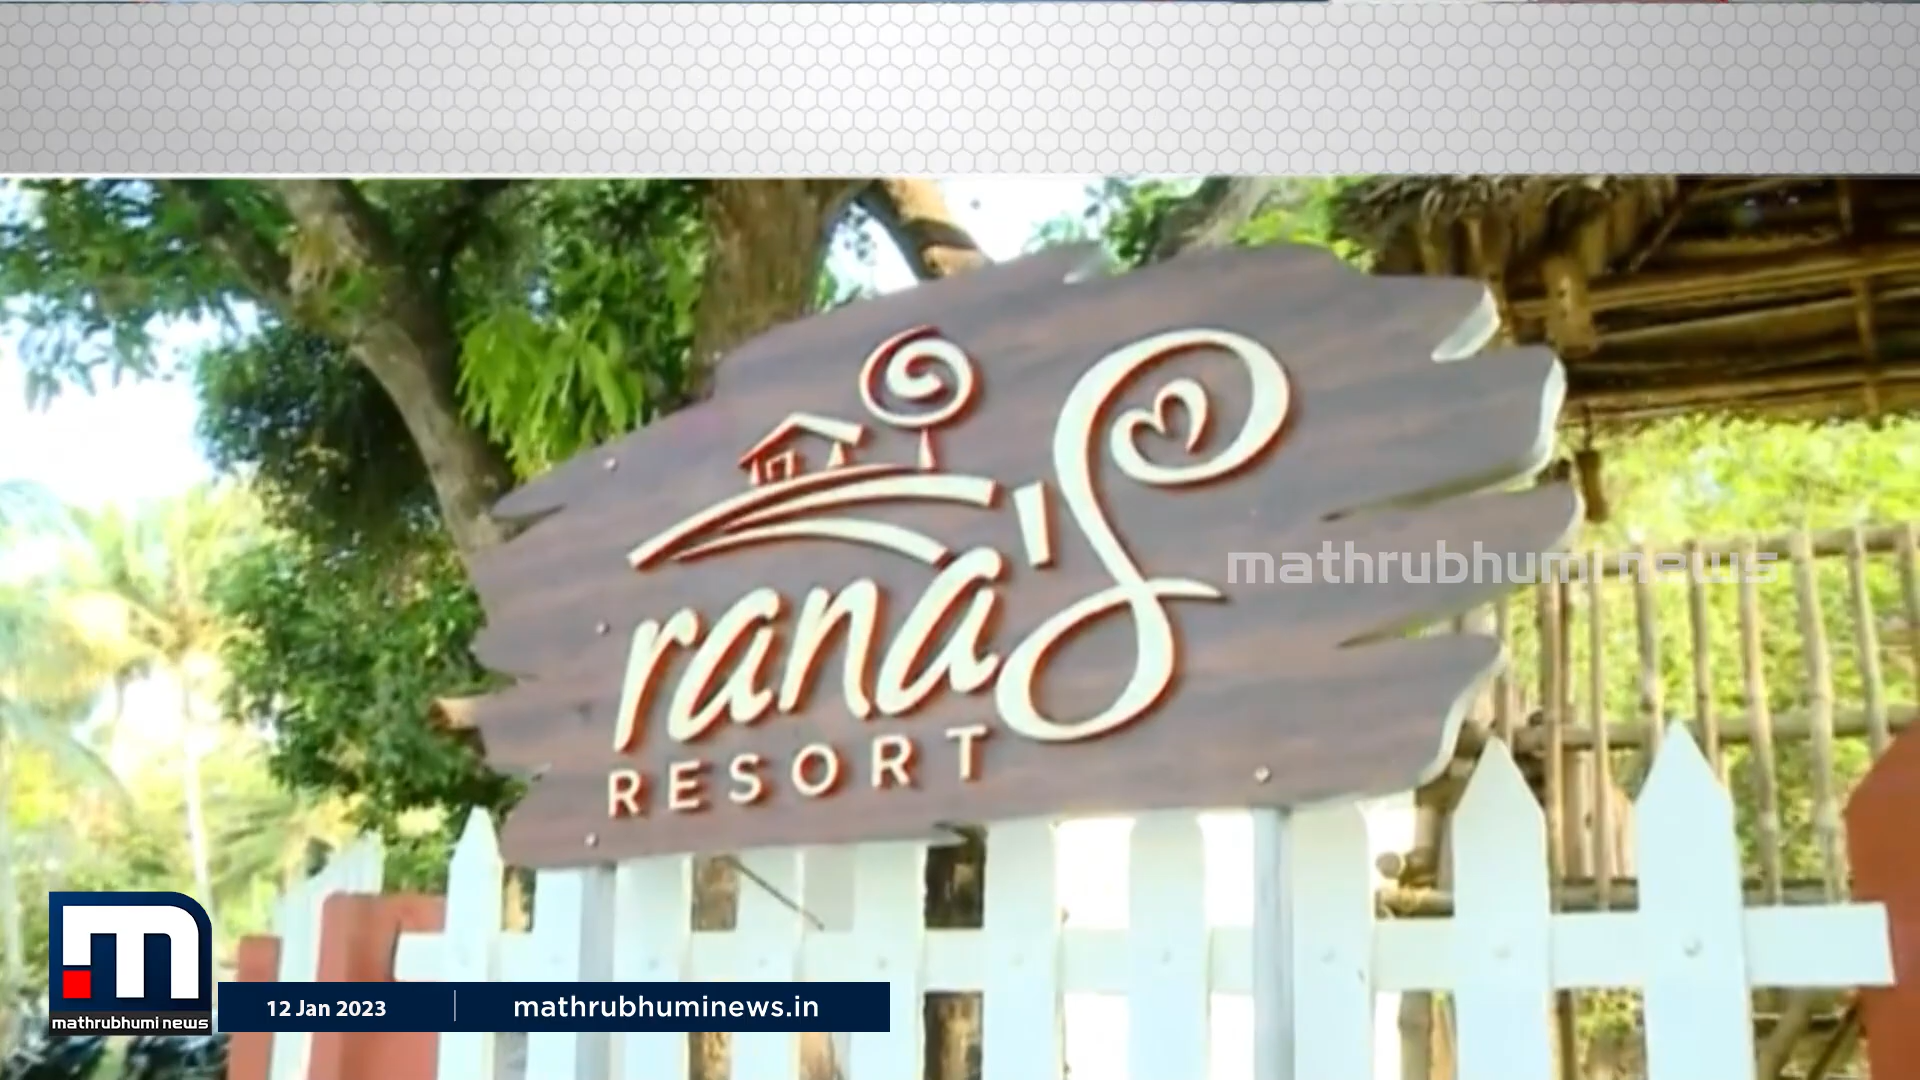 rana's
RESORT
mathrubhumi news
mathrubhumi news
12 Jan 2023
mathrubhuminews.in